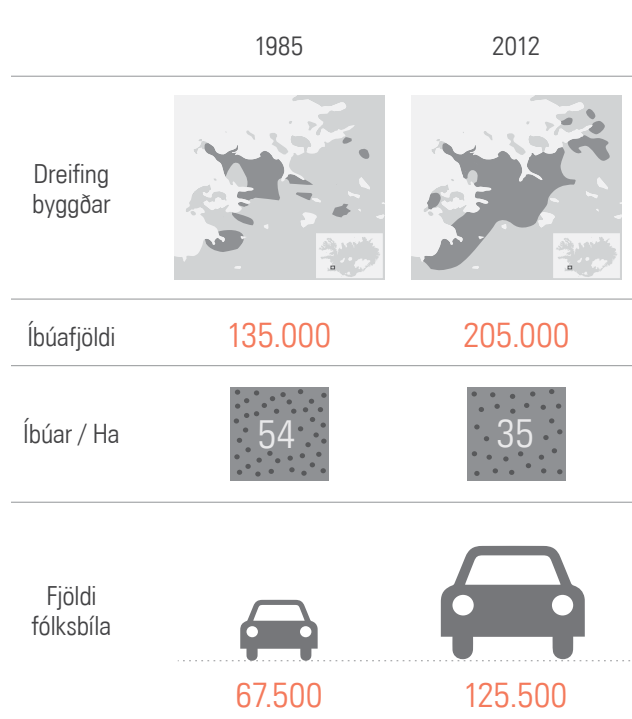 1985 2012
Dreifing
byggðar
Íbúafjöldi 135.000 205.000
Íbúar / Ha 54 35
Fjöldi
fólksbíla
67.500 125.500